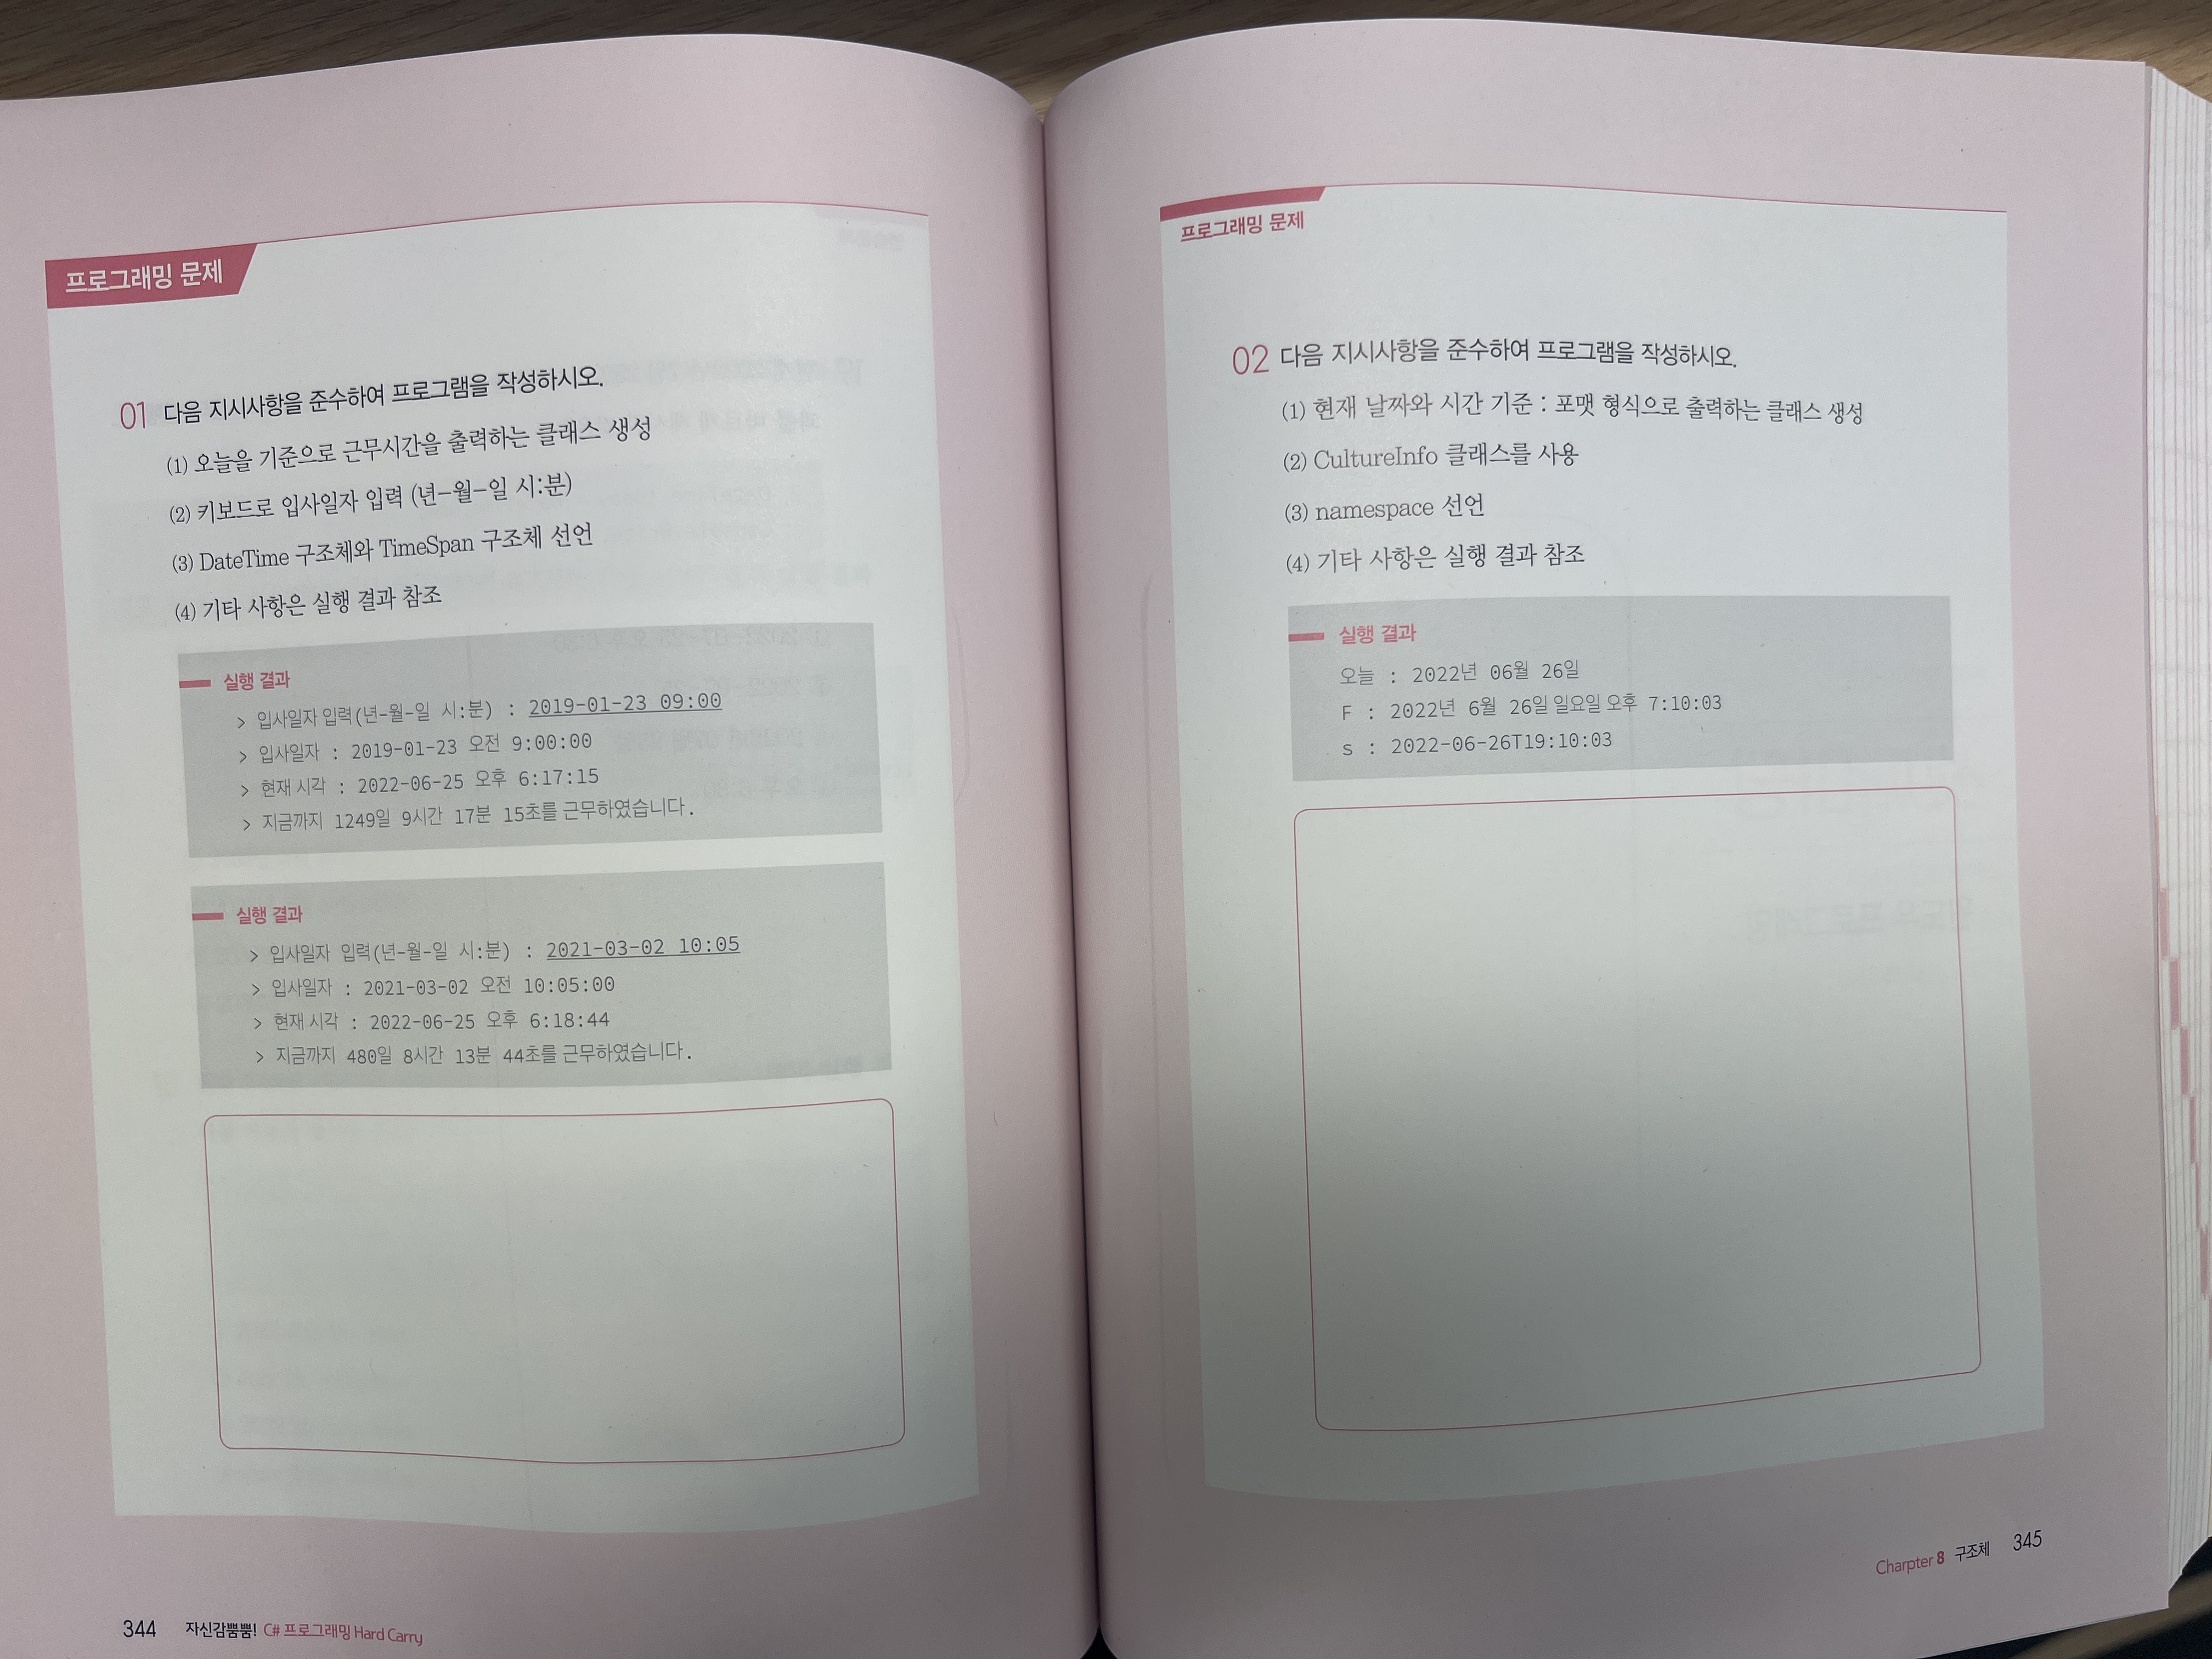 프로그래밍 문제
01 다음 지시사항을 준수하여 프로그램을 작성하시오.
(1) 오늘을 기준으로 근무시간을 출력하는 클래스 생성
(2) 키보드로 입사일자 입력 (년-월-일 시:분)
(3) DateTime 구조체와 TimeSpan 구조체 선언
(4) 기타 사항은 실행 결과 참조
실행 결과
> 입사일자 입력(년-월-일 시:분) : 2019-01-23 09:00
> 입사일자 : 2019-01-23 오전 9:00:00
> 현재 시각 : 2022-06-25 오후 6:17:15
> 지금까지 1249일 9시간 17분 15초를 근무하였습니다.
실행 결과
> 입사일자 입력(년-월-일 시:분) : 2021-03-02 10:05
> 입사일자 : 2021-03-02 오전 10:05:00
> 현재 시각 : 2022-06-25 오후 6:18:44
> 지금까지 480일 8시간 13분 44초를 근무하였습니다.
344 자신감뿜뿜! C# 프로그래밍 Hard Carry
프로그래밍 문제
02 다음 지시사항을 준수하여 프로그램을 작성하시오.
(1) 현재 날짜와 시간 기준 : 포맷 형식으로 출력하는 클래스 생성
(2) CultureInfo 클래스를 사용
(3) namespace 선언
(4) 기타 사항은 실행 결과 참조
실행 결과
오늘 : 2022년 06월 26일
F : 2022년 6월 26일 일요일 오후 7:10:03
s : 2022-06-26T19:10:03
Charpter 8 구조체 345